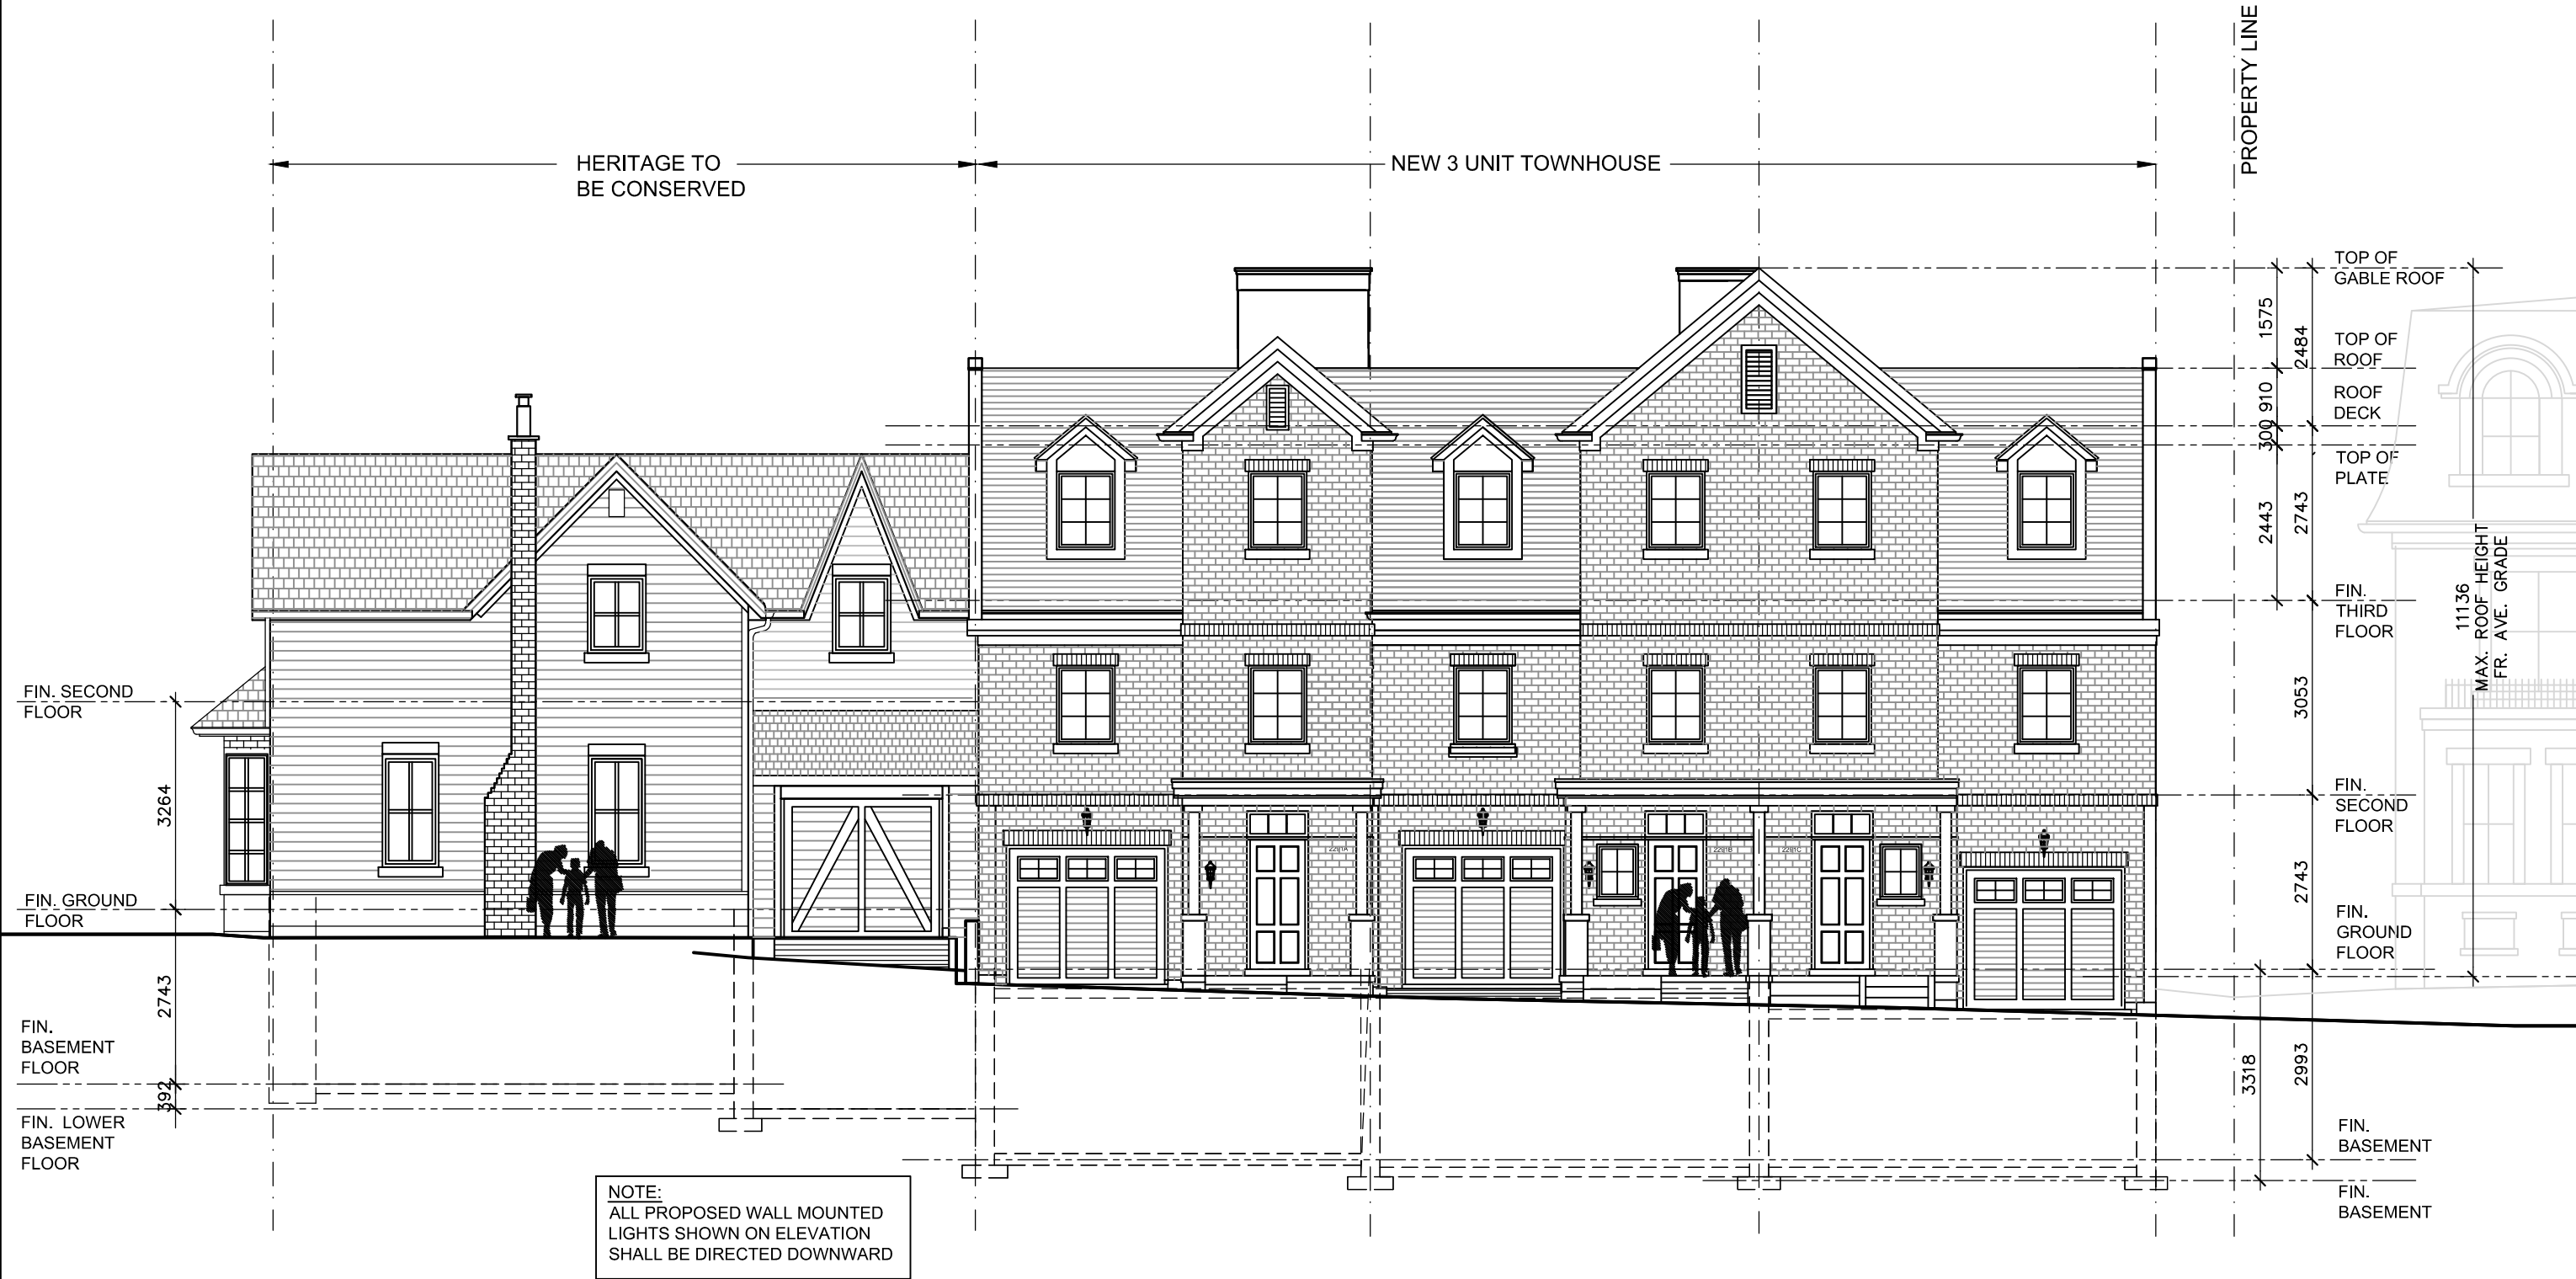 PROPERTY LINE
HERITAGE TO
BE CONSERVED
NEW 3 UNIT TOWNHOUSE
TOP OF
GABLE ROOF
1575
2484
TOP OF
ROOF
910
ROOF
DECK
300
TOP OF
PLATE
2443
2743
11136
MAX. ROOF HEIGHT
FR. AVE. GRADE
FIN.
THIRD
FLOOR
3053
FIN. SECOND
FLOOR
3264
FIN.
SECOND
FLOOR
2743
FIN. GROUND
FLOOR
FIN.
GROUND
FLOOR
2743
FIN.
BASEMENT
FLOOR
392
FIN. LOWER
BASEMENT
FLOOR
3318
2993
FIN.
BASEMENT
FIN.
BASEMENT
NOTE:
ALL PROPOSED WALL MOUNTED
LIGHTS SHOWN ON ELEVATION
SHALL BE DIRECTED DOWNWARD